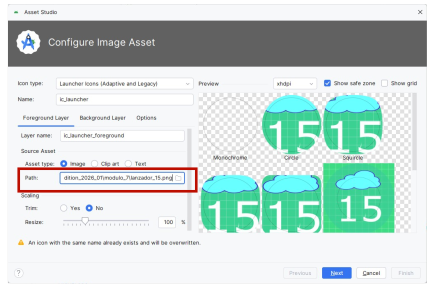 Asset Studio
Configure Image Asset
Icon type: Launcher Icons (Adaptive and Legacy)
Preview xhdpi Show safe zone Show grid
Name: ic_launcher
Foreground Layer Background Layer Options
Layer name: ic_launcher_foreground
Source Asset
Asset type: Image Clip art Text
Path: dition_2026_01\modulo_7\lanzador_15.png
Scaling
Trim: Yes No
Resize: 100 %
15
15
Monochrome Circle Squircle
15
15
15
An icon with the same name already exists and will be overwritten.
? Previous Next Cancel Finish